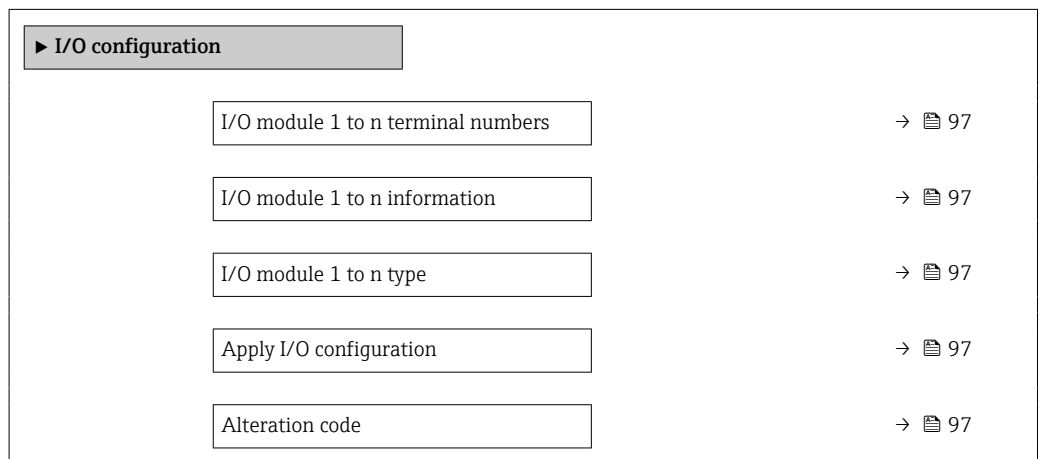 ► I/O configuration
I/O module 1 to n terminal numbers → 97
I/O module 1 to n information → 97
I/O module 1 to n type → 97
Apply I/O configuration → 97
Alteration code → 97